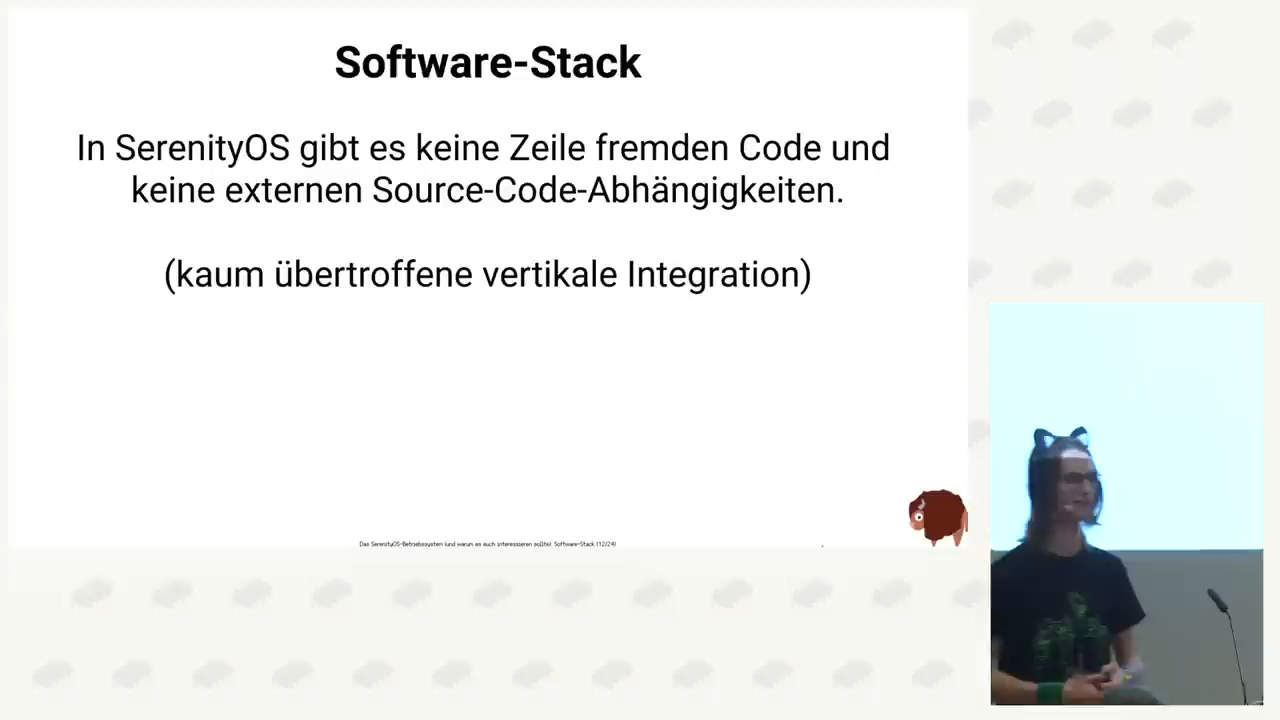 Software-Stack
In SerenityOS gibt es keine Zeile fremden Code und
keine externen Source-Code-Abhängigkeiten.
(kaum übertroffene vertikale Integration)
Das SerenityOS-Betriebssystem (und warum es euch interessieren sollte): Software-Stack (12/24)